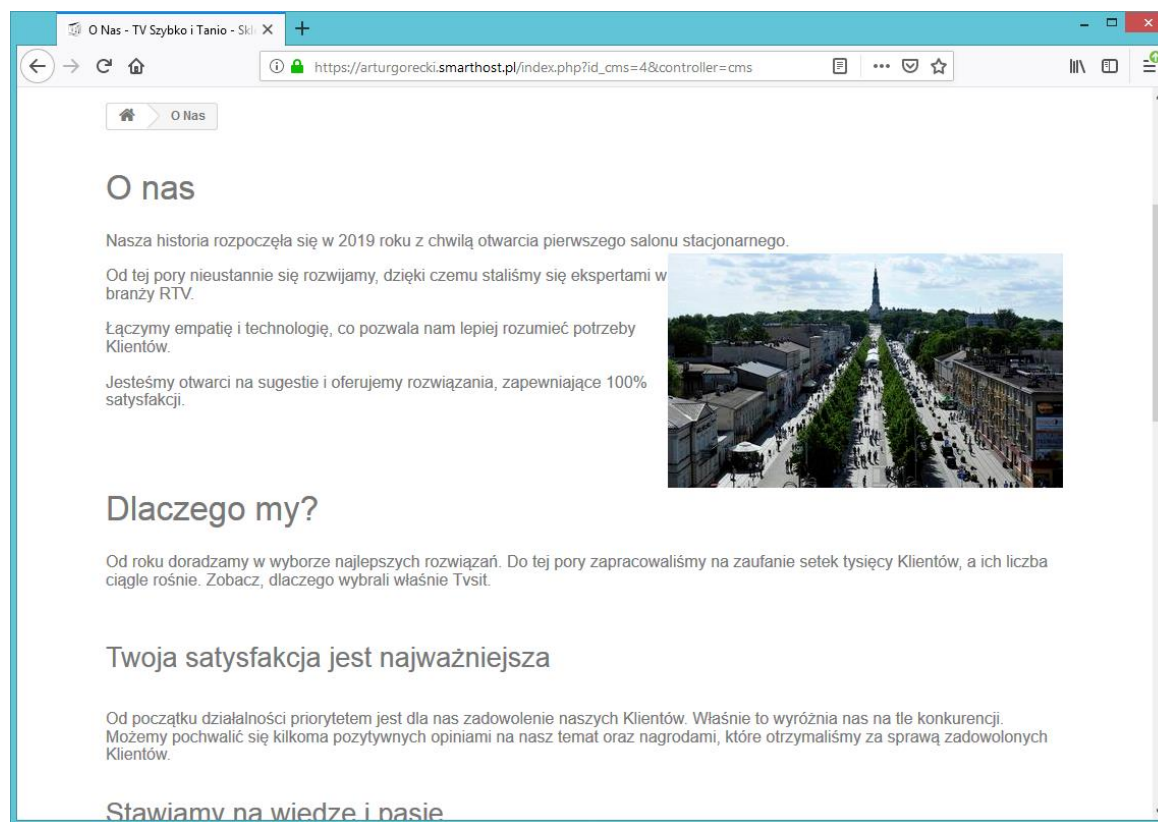 O Nas - TV Szybko i Tanio - Skl
https://arturgorecki.smarthost.pl/index.php?id_cms=4&controller=cms
O Nas
O nas
Nasza historia rozpoczęła się w 2019 roku z chwilą otwarcia pierwszego salonu stacjonarnego.
Od tej pory nieustannie się rozwijamy, dzięki czemu staliśmy się ekspertami w
branży RTV.
Łączymy empatię i technologię, co pozwala nam lepiej rozumieć potrzeby
Klientów.
Jesteśmy otwarci na sugestie i oferujemy rozwiązania, zapewniające 100%
satysfakcji.
Dlaczego my?
Od roku doradzamy w wyborze najlepszych rozwiązań. Do tej pory zapracowaliśmy na zaufanie setek tysięcy Klientów, a ich liczba
ciągle rośnie. Zobacz, dlaczego wybrali właśnie Tvsit.
Twoja satysfakcja jest najważniejsza
Od początku działalności priorytetem jest dla nas zadowolenie naszych Klientów. Właśnie to wyróżnia nas na tle konkurencji.
Możemy pochwalić się kilkoma pozytywnych opiniami na nasz temat oraz nagrodami, które otrzymaliśmy za sprawą zadowolonych
Klientów.
Stawiamy na wiedzę i pasję